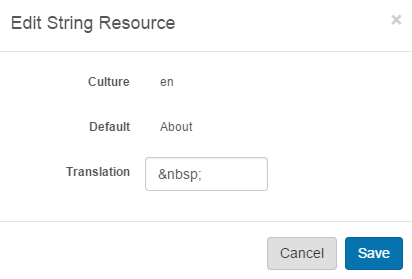 Edit String Resource ×
Culture en
Default About
Translation &nbsp;
Cancel Save